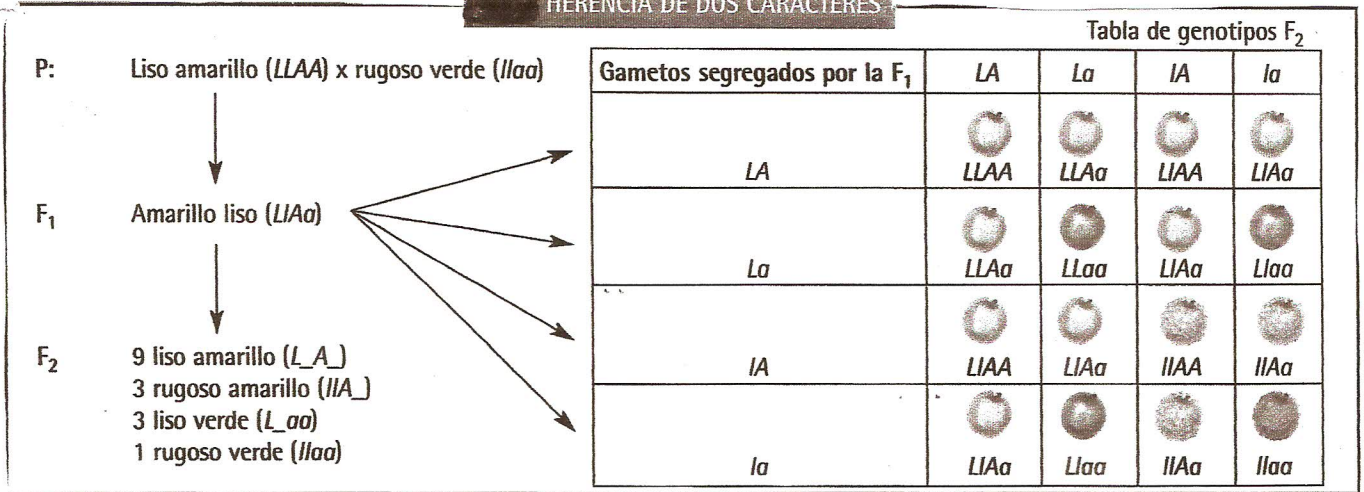 HERENCIA DE DOS CARACTERES
Tabla de genotipos F₂
P: Liso amarillo (LLAA) x rugoso verde (llaa)
F₁ Amarillo liso (LlAa)
F₂ 9 liso amarillo (L_A_)
3 rugoso amarillo (llA_)
3 liso verde (L_aa)
1 rugoso verde (llaa)
Gametos segregados por la F₁ LA La lA la
LA LLAA LLAa LlAA LlAa
La LLAa LLaa LlAa Llaa
lA LlAA LlAa llAA llAa
la LlAa Llaa llAa llaa